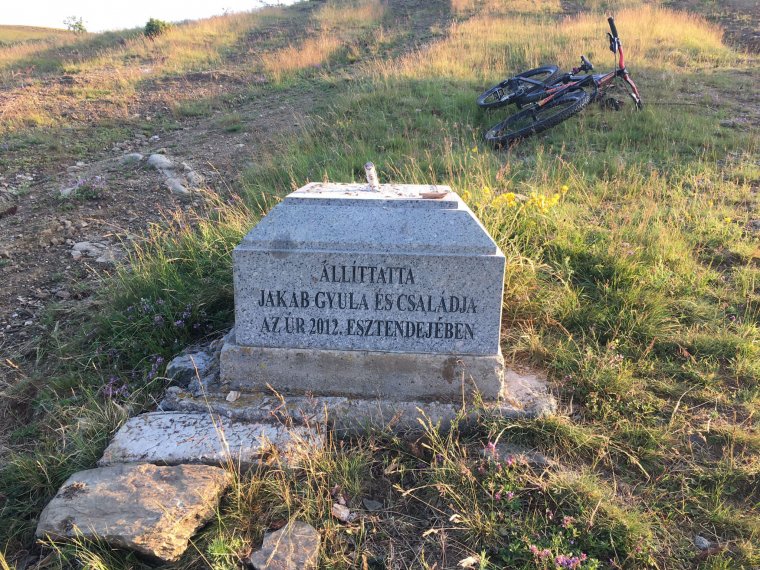 ÁLLÍTTATTA
JAKAB GYULA ÉS CSALÁDJA
AZ ÚR 2012. ESZTENDEJÉBEN